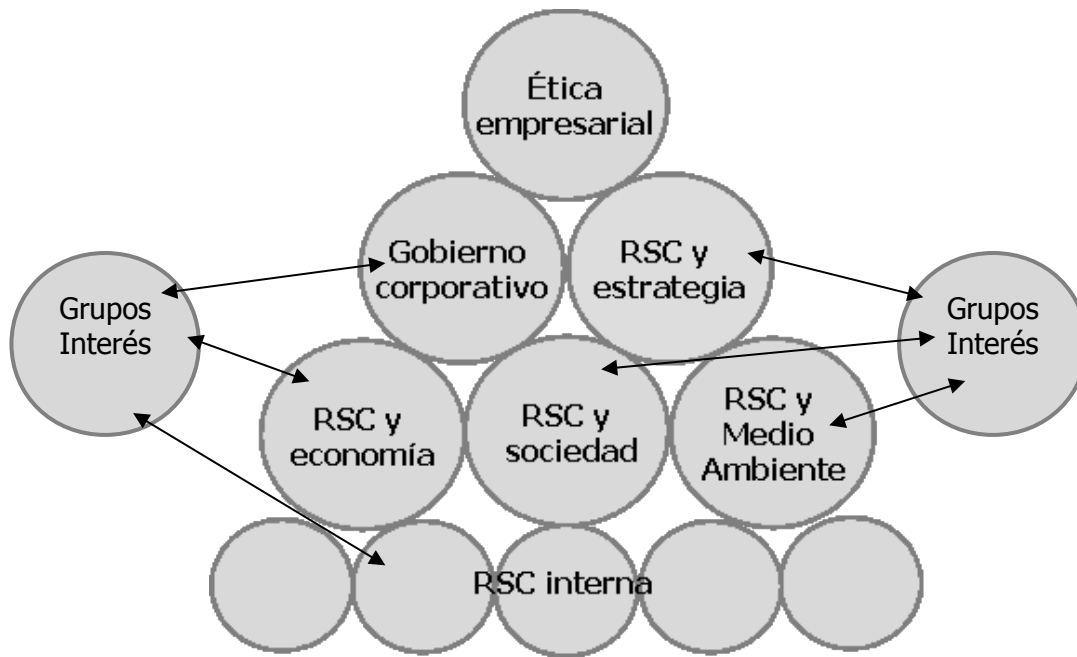 Ética
empresarial
Gobierno
corporativo
RSC y
estrategia
Grupos
Interés
Grupos
Interés
RSC y
economía
RSC y
sociedad
RSC y
Medio
Ambiente
RSC interna